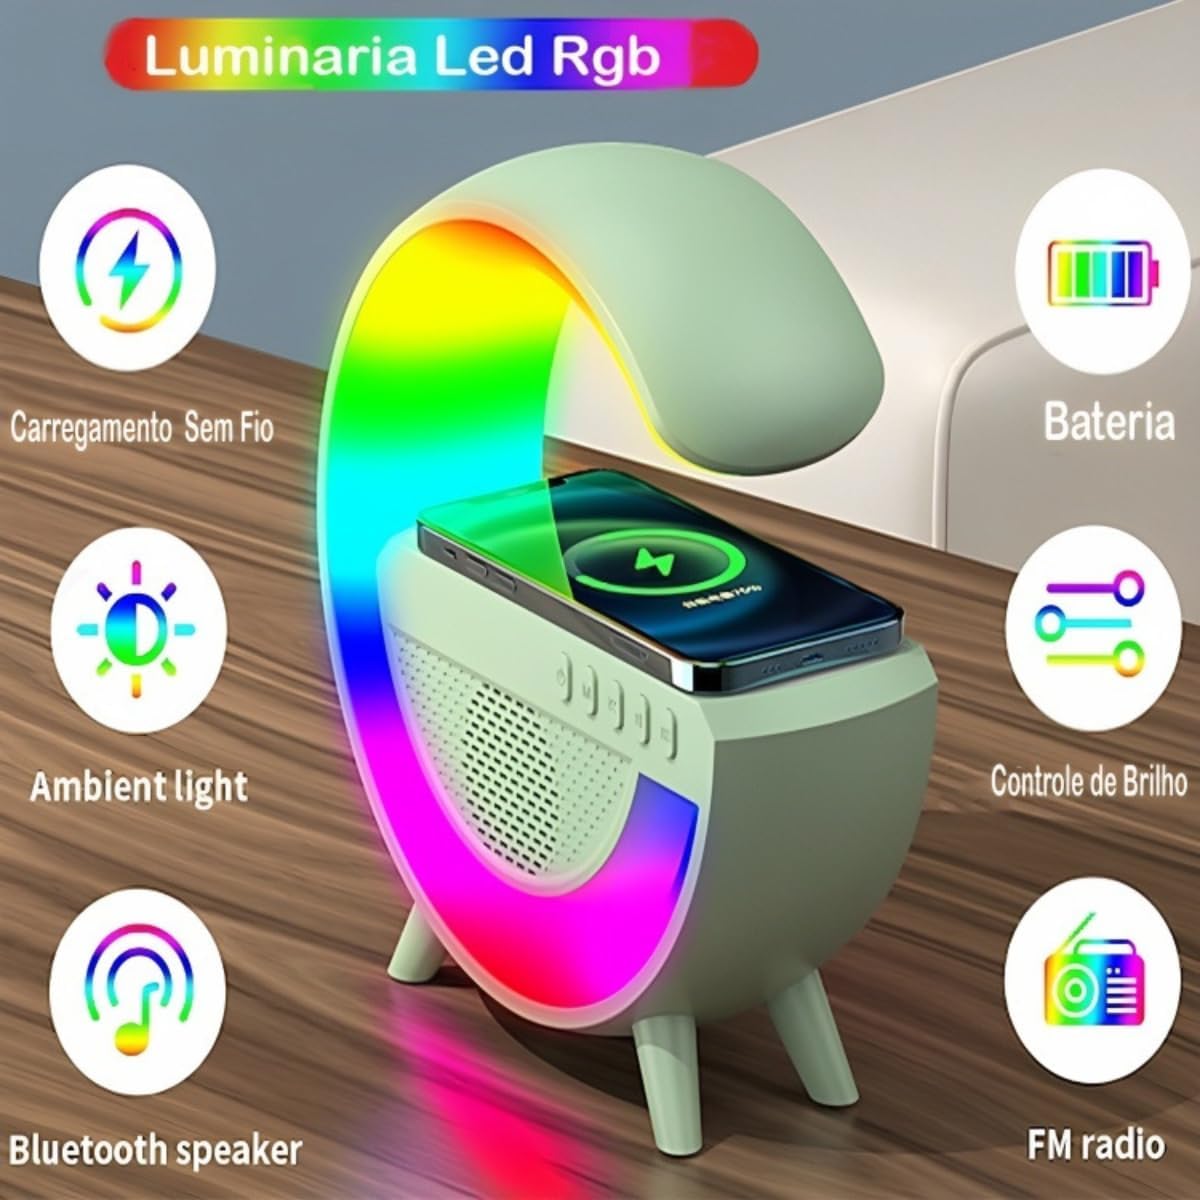 Luminaria Led Rgb
Carregamento Sem Fio
Bateria
Ambient light
Controle de Brilho
Bluetooth speaker
FM radio